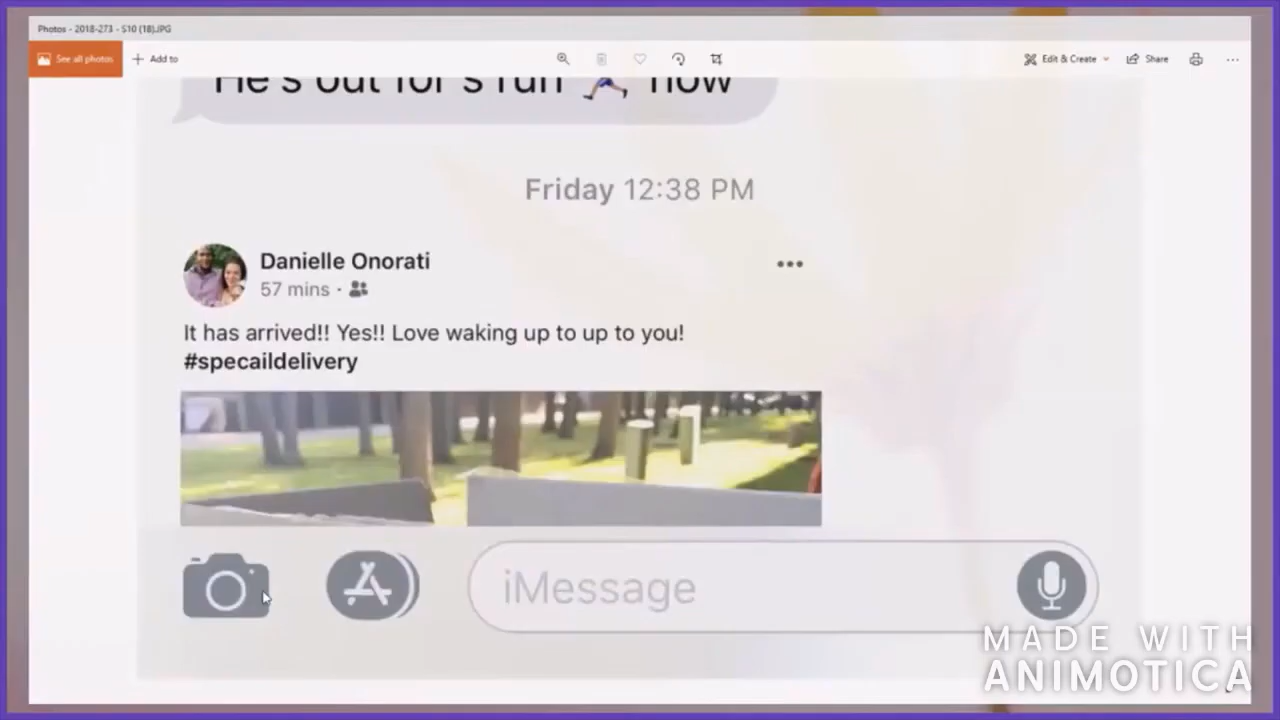 Photos - 2018-273 - S10 (18).JPG
See all photos
Add to
Edit & Create
Share
He's out for s run 🏃 now
Friday 12:38 PM
Danielle Onorati
57 mins ·
It has arrived!! Yes!! Love waking up to up to you!
#specaildelivery
iMessage
MADE WITH
ANIMOTICA